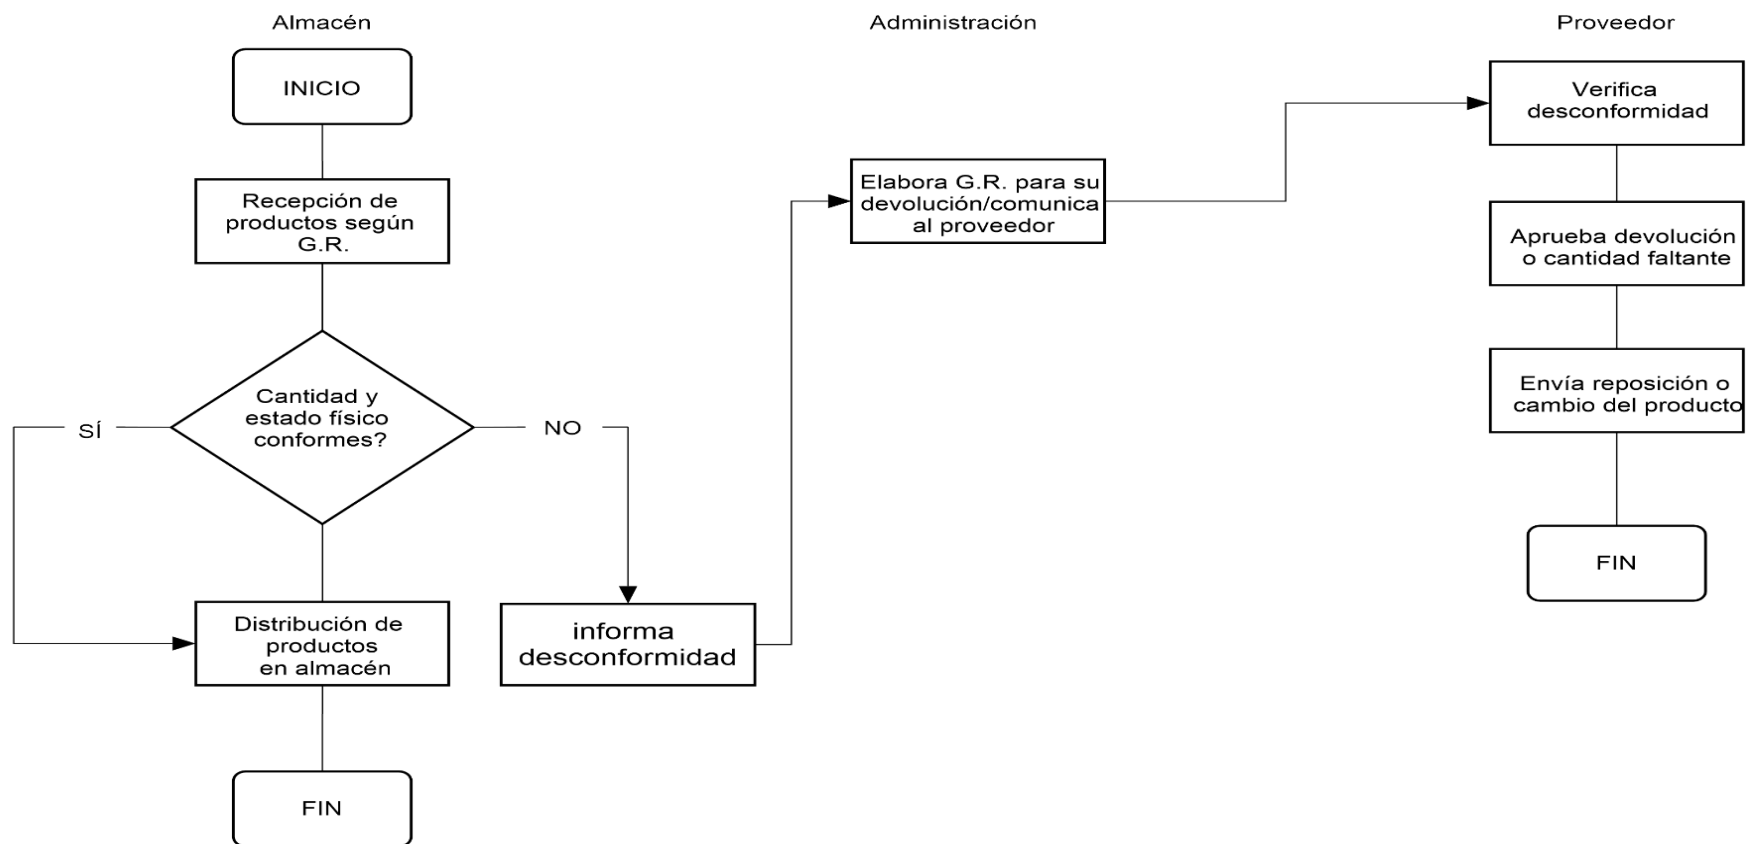 Almacén
Administración
Proveedor
INICIO
Recepción de
productos según
G.R.
Cantidad y
estado físico
conformes?
SÍ
NO
Distribución de
productos
en almacén
FIN
informa
desconformidad
Elabora G.R. para su
devolución/comunica
al proveedor
Verifica
desconformidad
Aprueba devolución
o cantidad faltante
Envía reposición o
cambio del producto
FIN